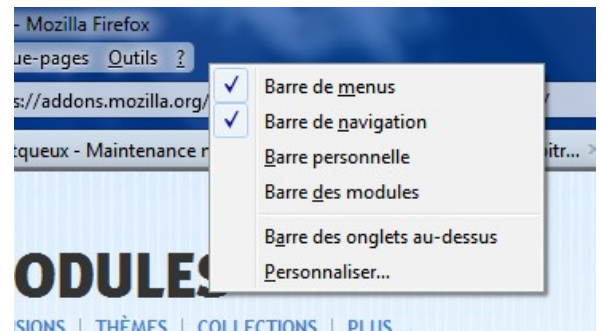 - Mozilla Firefox
ue-pages Outils ?
s://addons.mozilla.org/
tqueux - Maintenance
itr...
Barre de menus
Barre de navigation
Barre personnelle
Barre des modules
Barre des onglets au-dessus
Personnaliser...
ODULES
SIONS | THÈMES | COLLECTIONS | PLUS